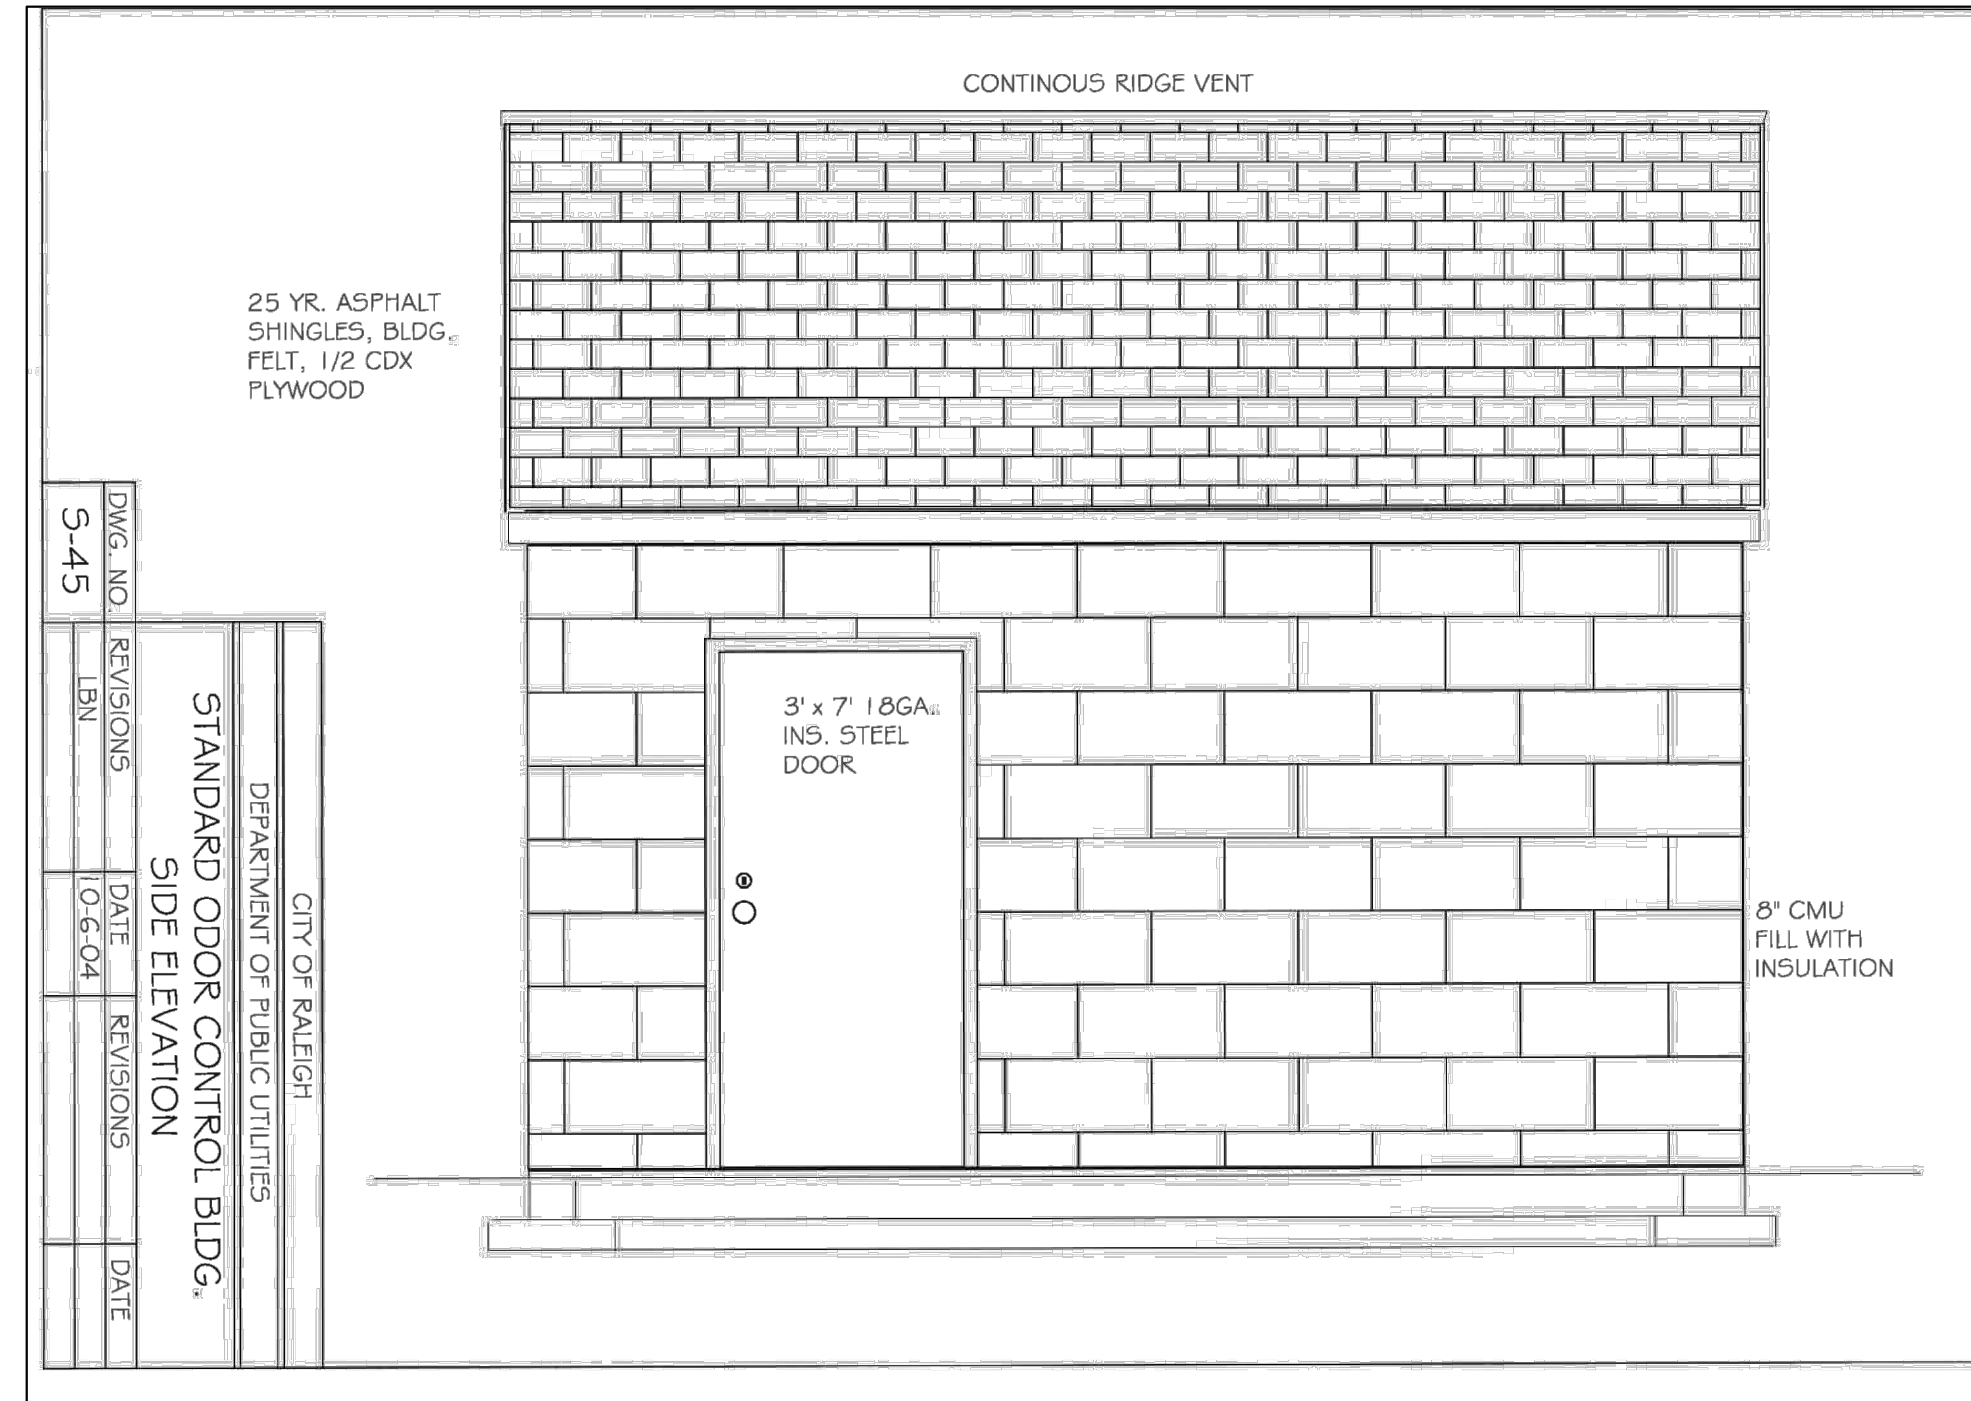 CONTINOUS RIDGE VENT
25 YR. ASPHALT
SHINGLES, BLDG.
FELT, 1/2 CDX
PLYWOOD
3' x 7' 18GA.
INS. STEEL
DOOR
8" CMU
FILL WITH
INSULATION
CITY OF RALEIGH
DEPARTMENT OF PUBLIC UTILITIES
STANDARD ODOR CONTROL BLDG.
SIDE ELEVATION
DWG. NO. REVISIONS DATE REVISIONS DATE
S-45 LBN 10-6-04